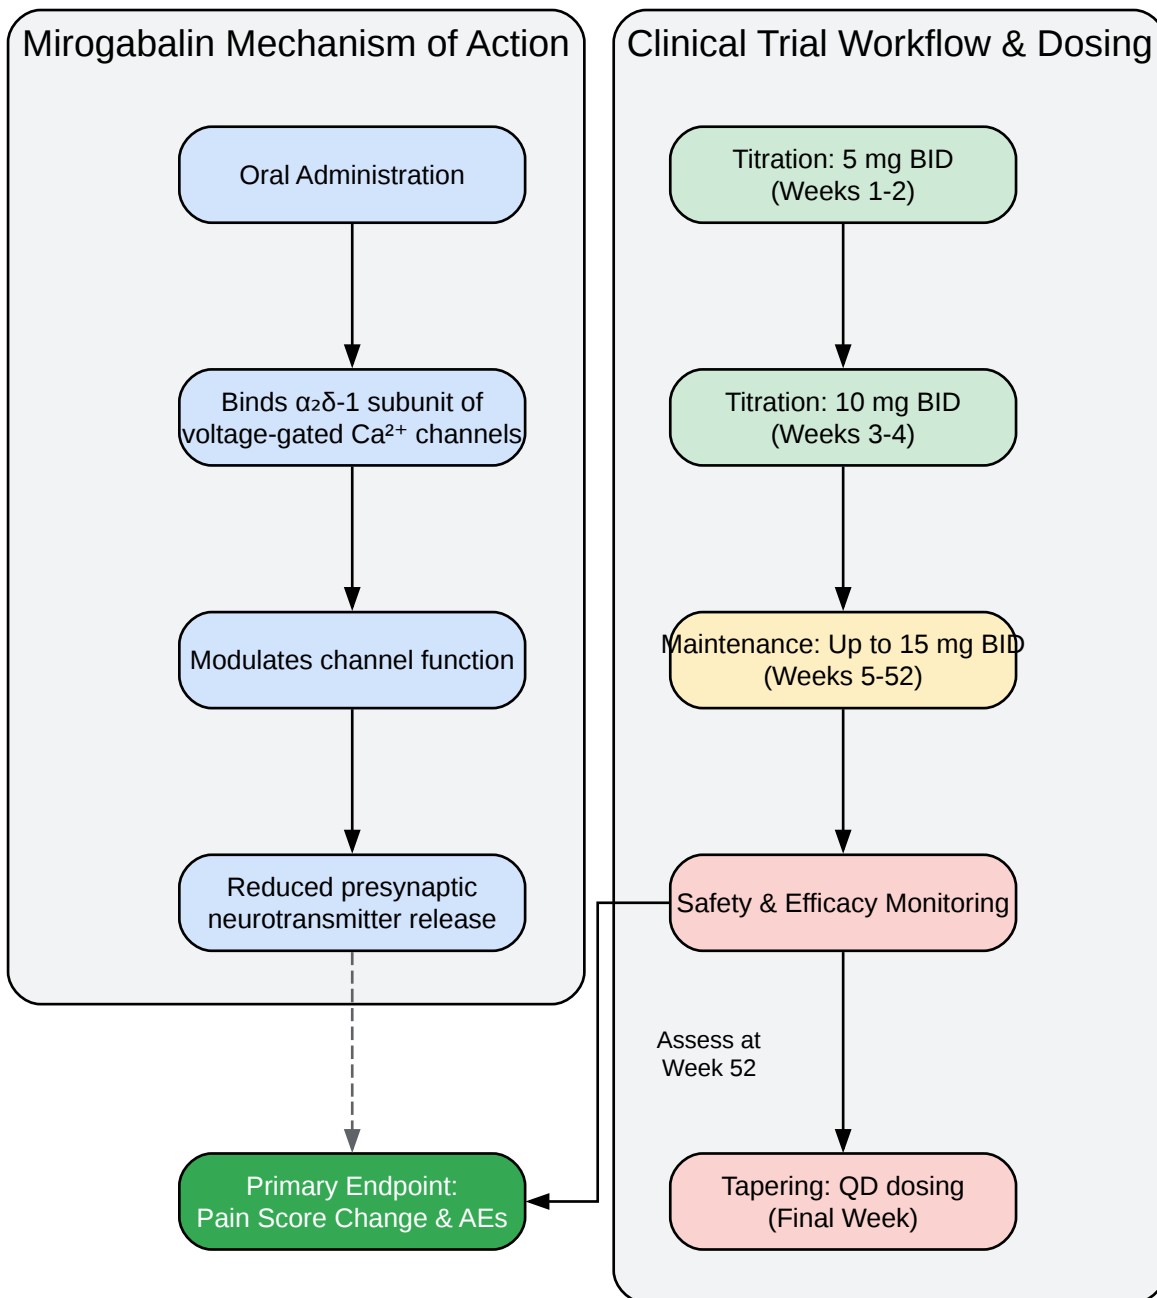 Mirogabalin Mechanism of Action
Oral Administration
Binds α₂δ-1 subunit of
voltage-gated Ca²⁺ channels
Modulates channel function
Reduced presynaptic
neurotransmitter release
Primary Endpoint:
Pain Score Change & AEs
Clinical Trial Workflow & Dosing
Titration: 5 mg BID
(Weeks 1-2)
Titration: 10 mg BID
(Weeks 3-4)
Maintenance: Up to 15 mg BID
(Weeks 5-52)
Safety & Efficacy Monitoring
Assess at
Week 52
Tapering: QD dosing
(Final Week)